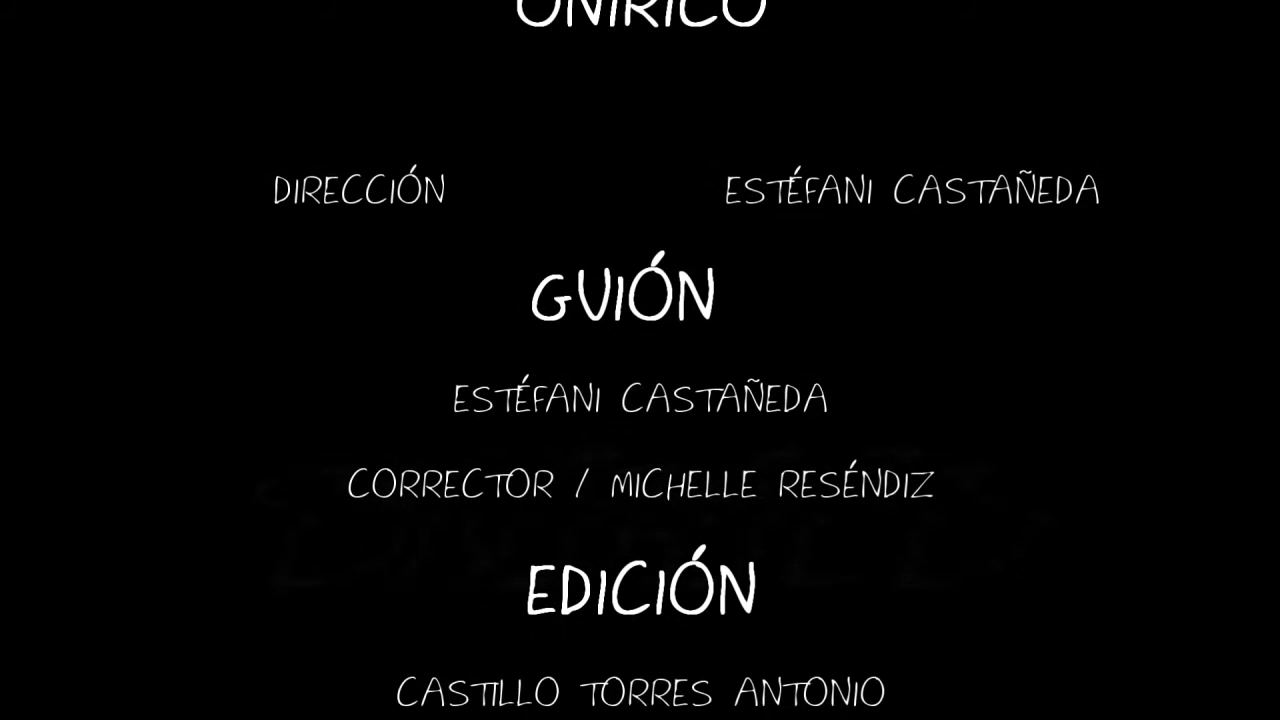 ONÍRICO
DIRECCIÓN ESTÉFANI CASTAÑEDA
GUIÓN
ESTÉFANI CASTAÑEDA
CORRECTOR / MICHELLE RESÉNDIZ
EDICIÓN
CASTILLO TORRES ANTONIO